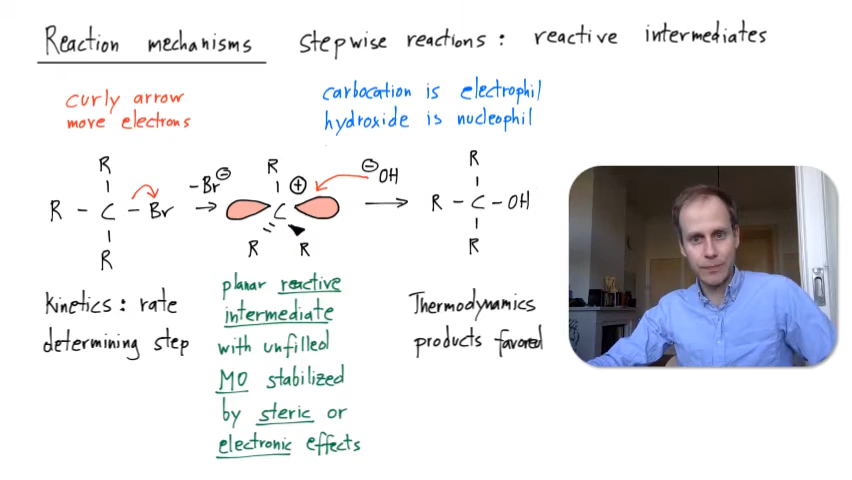 Reaction mechanisms stepwise reactions: reactive intermediates
curly arrow
move electrons
carbocation is electrophil
hydroxide is nucleophil
R
R - C - Br
R
-Br⊖
R
⊕
C
R R
⊖OH
R
R - C - OH
R
Kinetics: rate
determining step
planar reactive
intermediate
with unfilled
MO stabilized
by steric or
electronic effects
Thermodynamics
products favored